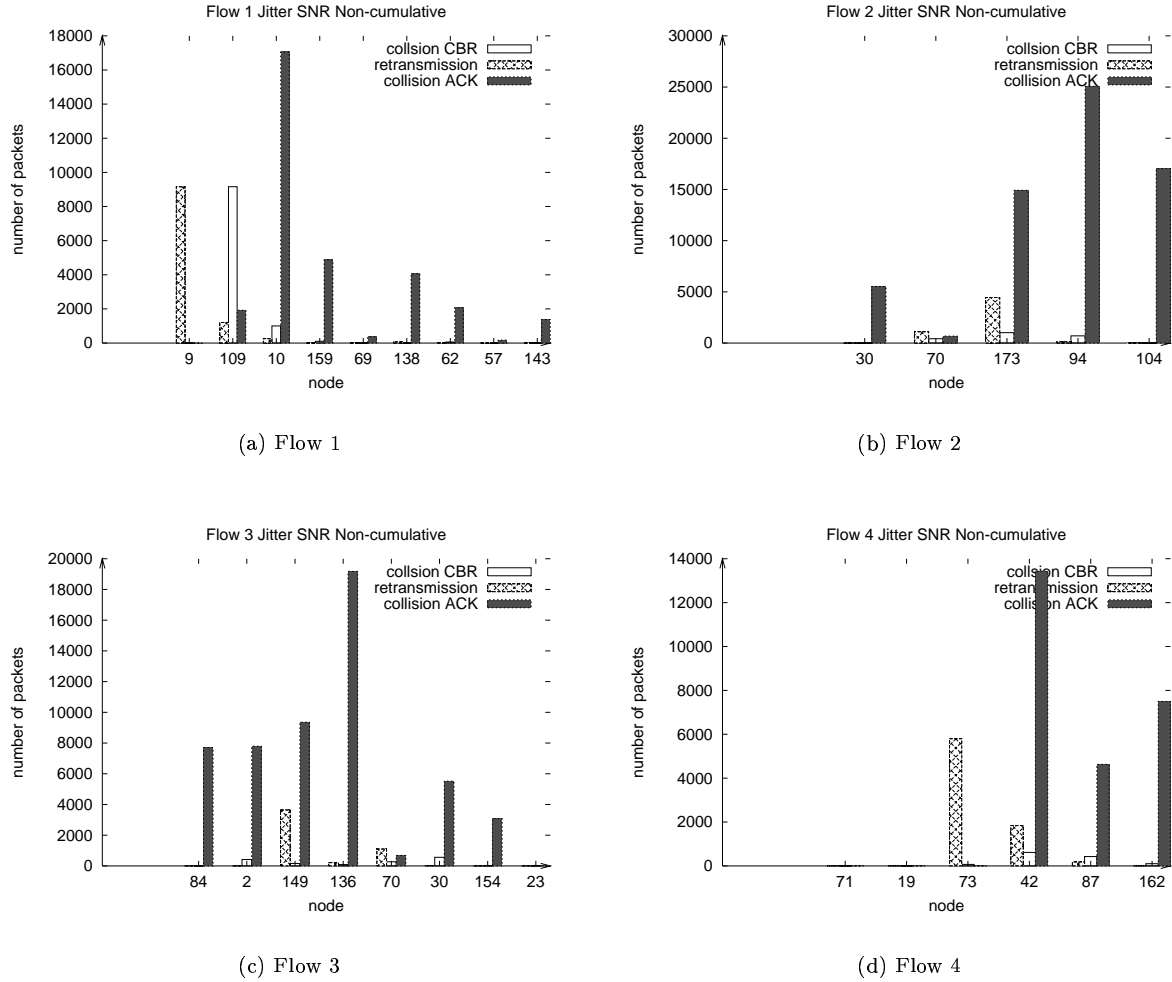 Flow 1 Jitter SNR Non-cumulative
18000
16000
14000
12000
10000
8000
6000
4000
2000
0
number of packets
collsion CBR
retransmission
collision ACK
9 109 10 159 69 138 62 57 143
node
(a) Flow 1
Flow 2 Jitter SNR Non-cumulative
30000
25000
20000
15000
10000
5000
0
number of packets
collsion CBR
retransmission
collision ACK
30 70 173 94 104
node
(b) Flow 2
Flow 3 Jitter SNR Non-cumulative
20000
18000
16000
14000
12000
10000
8000
6000
4000
2000
0
number of packets
collsion CBR
retransmission
collision ACK
84 2 149 136 70 30 154 23
node
(c) Flow 3
Flow 4 Jitter SNR Non-cumulative
14000
12000
10000
8000
6000
4000
2000
0
number of packets
collsion CBR
retransmission
collision ACK
71 19 73 42 87 162
node
(d) Flow 4